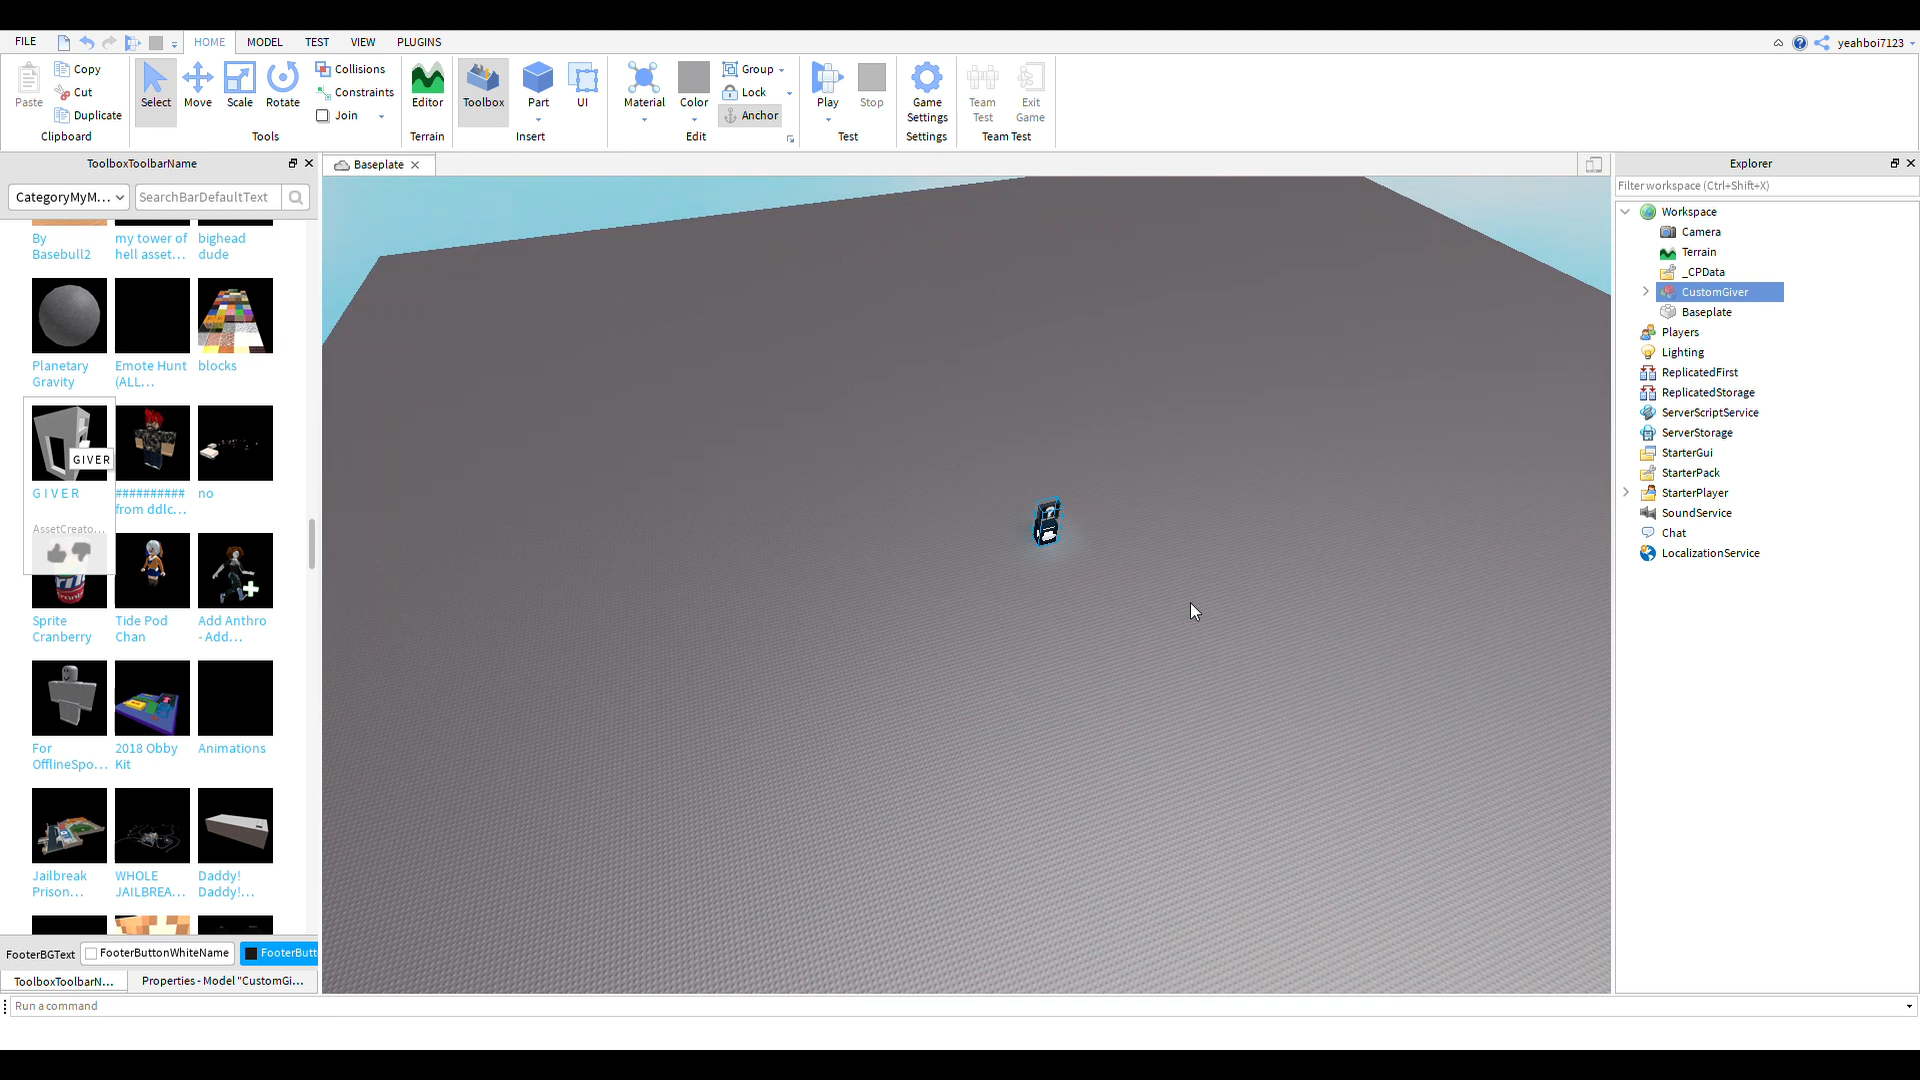 FILE
HOME
MODEL
TEST
VIEW
PLUGINS
yeahboi7123
Paste
Copy
Cut
Duplicate
Clipboard
Select
Move
Scale
Rotate
Collisions
Constraints
Join
Tools
Editor
Terrain
Toolbox
Part
UI
Insert
Material
Color
Group
Lock
Anchor
Edit
Play
Stop
Test
Game
Settings
Settings
Team
Test
Exit
Game
Team Test
ToolboxToolbarName
CategoryMyM...
SearchBarDefaultText
By
Basebull2
my tower of
hell asset...
bighead
dude
Planetary
Gravity
Emote Hunt
(ALL...
blocks
GIVER
G I V E R
##########
from ddlc...
no
AssetCreato...
Sprite
Cranberry
Tide Pod
Chan
Add Anthro
- Add...
For
OfflineSpo...
2018 Obby
Kit
Animations
Jailbreak
Prison...
WHOLE
JAILBREA...
Daddy!
Daddy!...
FooterBGText
FooterButtonWhiteName
FooterButt
ToolboxToolbarN...
Properties - Model "CustomGi...
Run a command
Baseplate
Explorer
Filter workspace (Ctrl+Shift+X)
Workspace
Camera
Terrain
_CPData
CustomGiver
Baseplate
Players
Lighting
ReplicatedFirst
ReplicatedStorage
ServerScriptService
ServerStorage
StarterGui
StarterPack
StarterPlayer
SoundService
Chat
LocalizationService